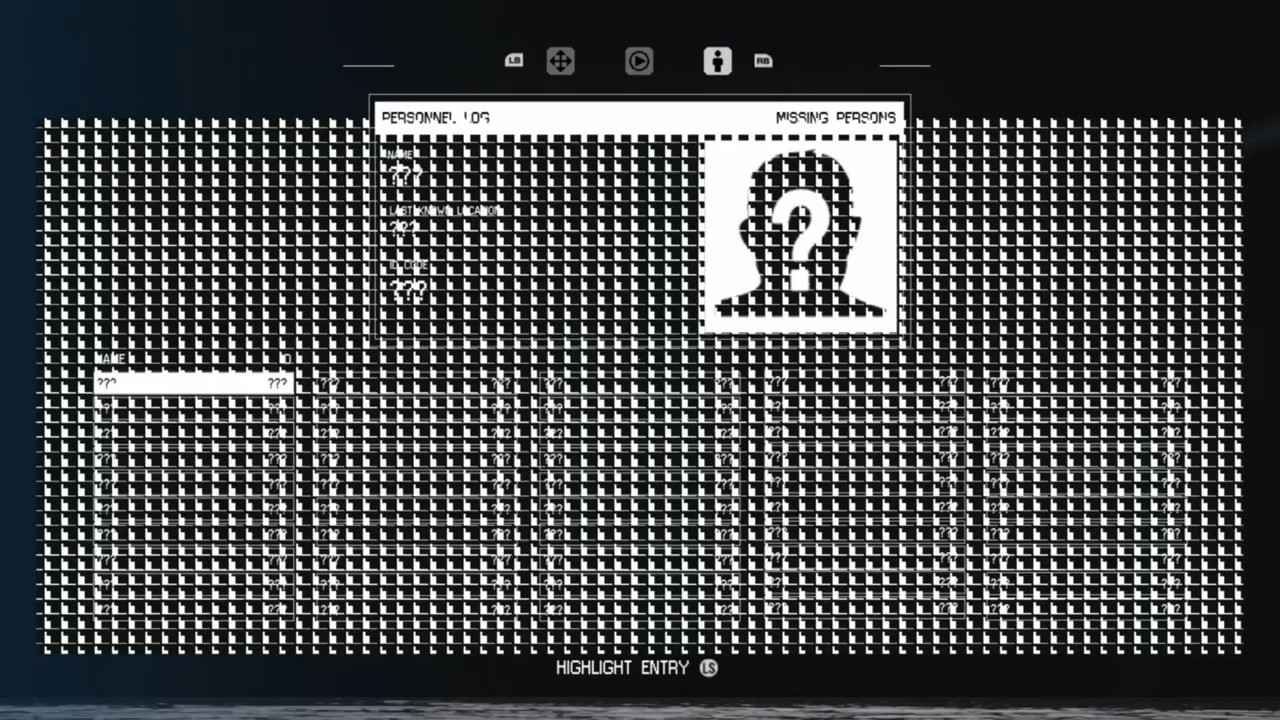 LB RB
PERSONNEL LOG MISSING PERSONS
NAME
???
LAST KNOWN LOCATION
???
ID CODE
???
?
NAME ID
??? ??? ??? ??? ??? ??? ??? ??? ??? ???
??? ??? ??? ??? ??? ??? ??? ??? ??? ???
??? ??? ??? ??? ??? ??? ??? ??? ??? ???
??? ??? ??? ??? ??? ??? ??? ??? ??? ???
??? ??? ??? ??? ??? ??? ??? ??? ??? ???
??? ??? ??? ??? ??? ??? ??? ??? ??? ???
??? ??? ??? ??? ??? ??? ??? ??? ??? ???
??? ??? ??? ??? ??? ??? ??? ??? ??? ???
??? ??? ??? ??? ??? ??? ??? ??? ??? ???
??? ??? ??? ??? ??? ??? ??? ??? ??? ???
HIGHLIGHT ENTRY LS